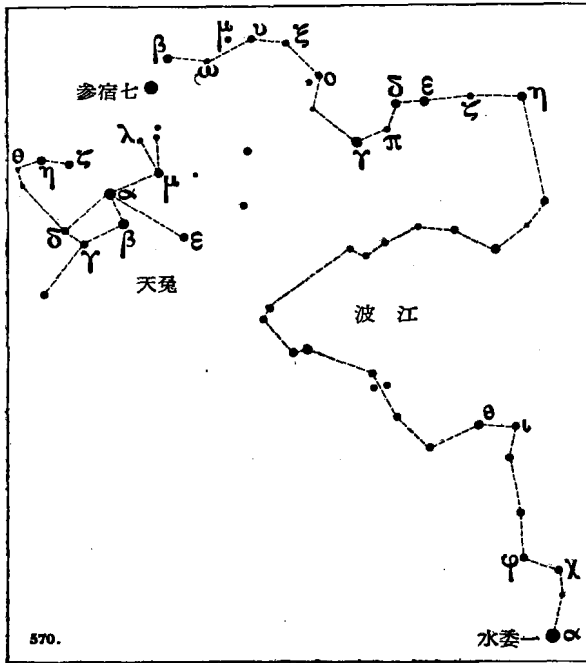 β
ω
μ
υ
ξ
ο
γ
π
δ
ε
ζ
η
参宿七
λ
μ
θ
η
ζ
α
δ
γ
β
ε
天兔
波 江
θ
ι
φ
χ
水委一
α
570.